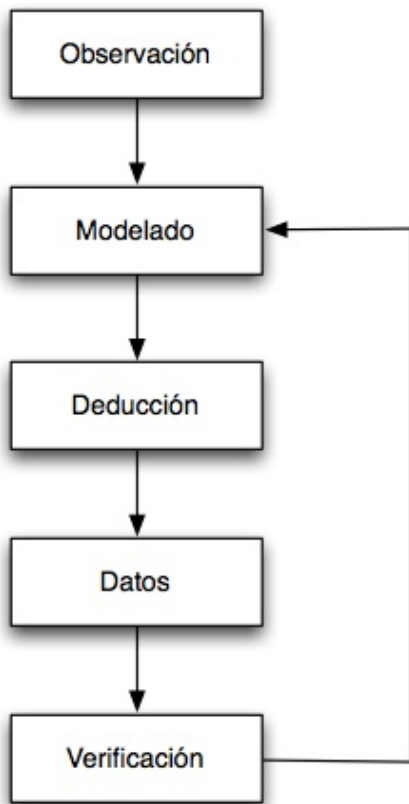 Observación
Modelado
Deducción
Datos
Verificación